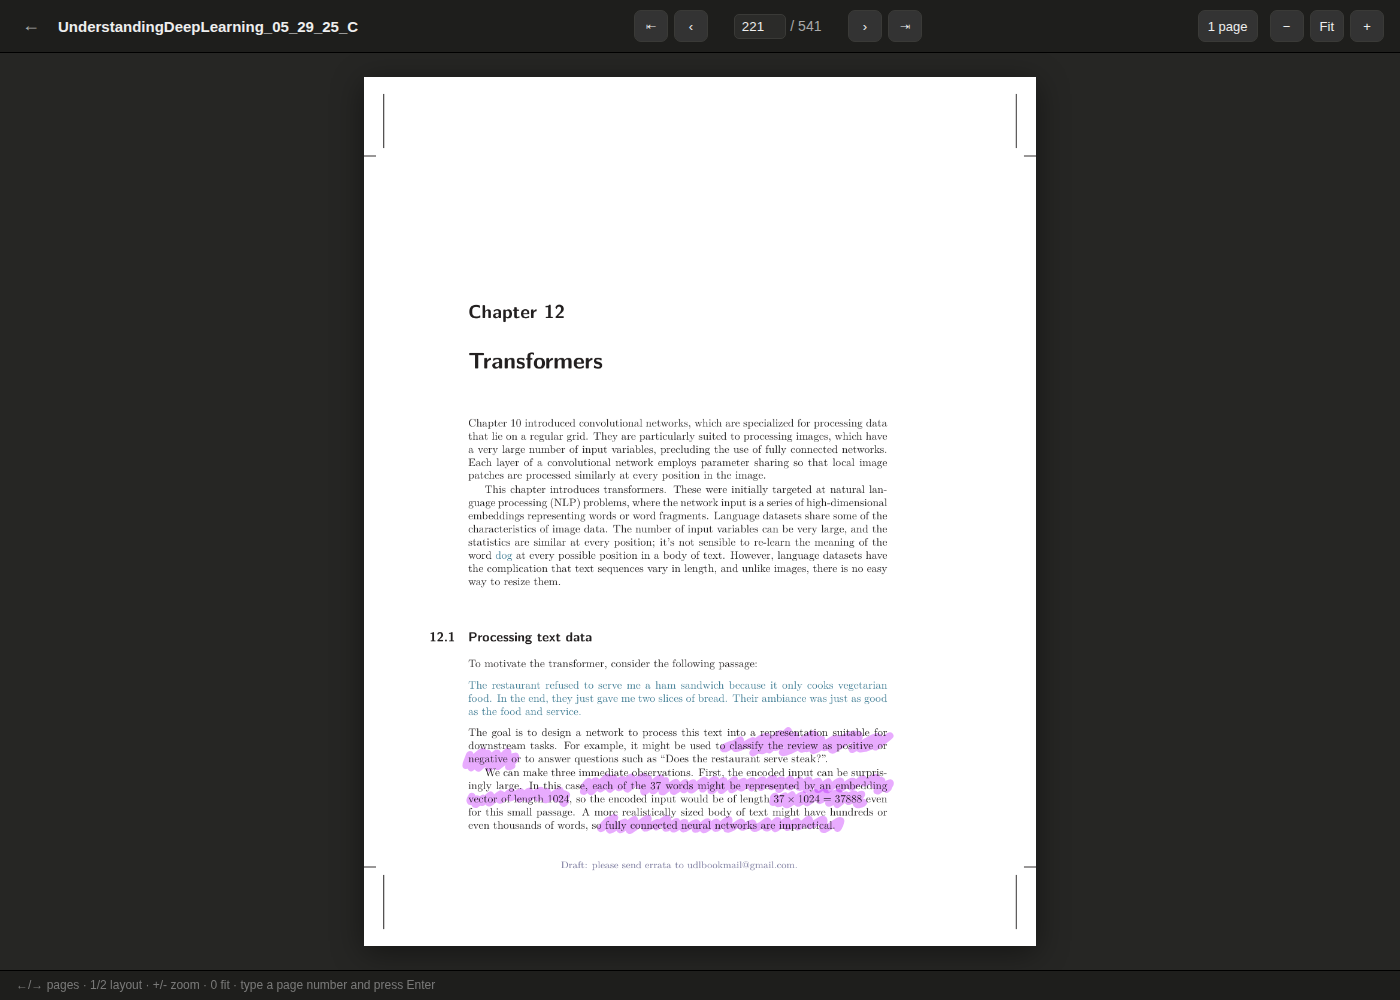 ← UnderstandingDeepLearning_05_29_25_C
⇤ ‹ 221 / 541 › ⇥
1 page − Fit +
Chapter 12
Transformers
Chapter 10 introduced convolutional networks, which are specialized for processing data
that lie on a regular grid. They are particularly suited to processing images, which have
a very large number of input variables, precluding the use of fully connected networks.
Each layer of a convolutional network employs parameter sharing so that local image
patches are processed similarly at every position in the image.
This chapter introduces transformers. These were initially targeted at natural lan-
guage processing (NLP) problems, where the network input is a series of high-dimensional
embeddings representing words or word fragments. Language datasets share some of the
characteristics of image data. The number of input variables can be very large, and the
statistics are similar at every position; it's not sensible to re-learn the meaning of the
word dog at every possible position in a body of text. However, language datasets have
the complication that text sequences vary in length, and unlike images, there is no easy
way to resize them.
12.1 Processing text data
To motivate the transformer, consider the following passage:
The restaurant refused to serve me a ham sandwich because it only cooks vegetarian
food. In the end, they just gave me two slices of bread. Their ambiance was just as good
as the food and service.
The goal is to design a network to process this text into a representation suitable for
downstream tasks. For example, it might be used to classify the review as positive or
negative or to answer questions such as “Does the restaurant serve steak?”.
We can make three immediate observations. First, the encoded input can be surpris-
ingly large. In this case, each of the 37 words might be represented by an embedding
vector of length 1024, so the encoded input would be of length 37 × 1024 = 37888 even
for this small passage. A more realistically sized body of text might have hundreds or
even thousands of words, so fully connected neural networks are impractical.
Draft: please send errata to udlbookmail@gmail.com.
←/→ pages · 1/2 layout · +/- zoom · 0 fit · type a page number and press Enter